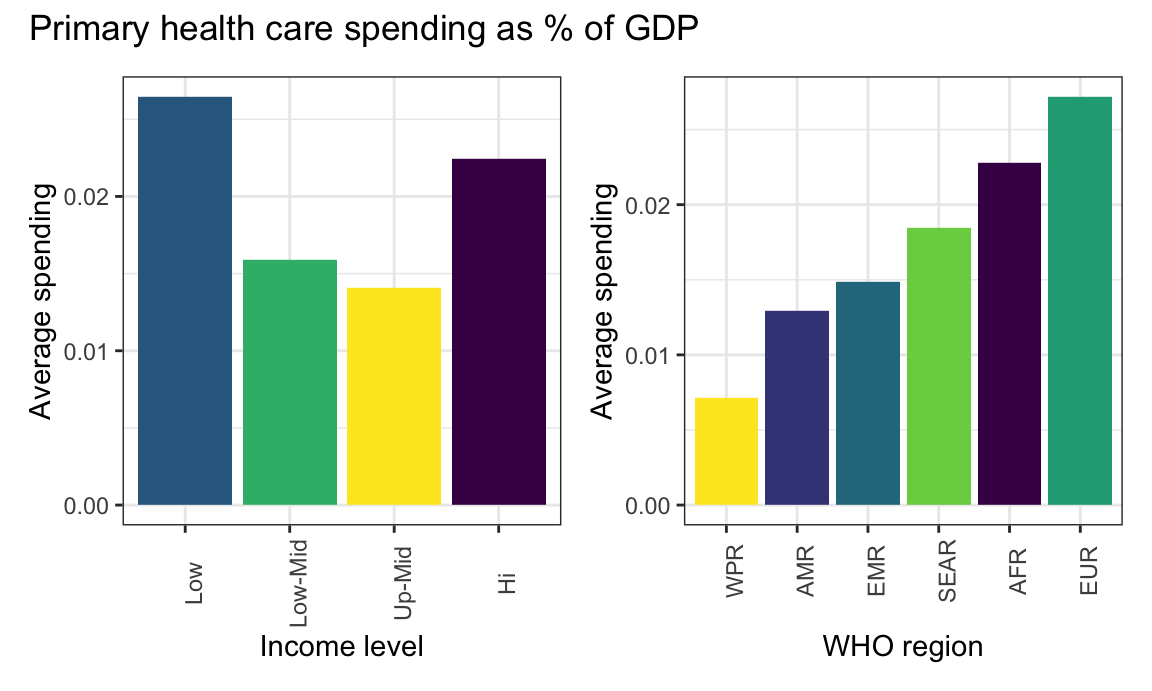 Primary health care spending as % of GDP
Average spending
0.02
0.01
0.00
Low
Low-Mid
Up-Mid
Hi
Income level
Average spending
0.02
0.01
0.00
WPR
AMR
EMR
SEAR
AFR
EUR
WHO region